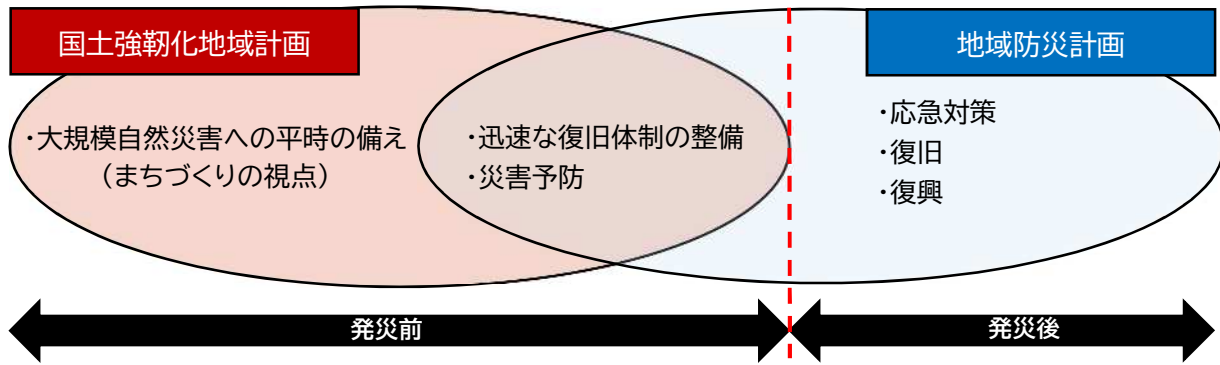 国土強靭化地域計画
地域防災計画
・大規模自然災害への平時の備え
（まちづくりの視点）
・迅速な復旧体制の整備
・災害予防
・応急対策
・復旧
・復興
発災前
発災後